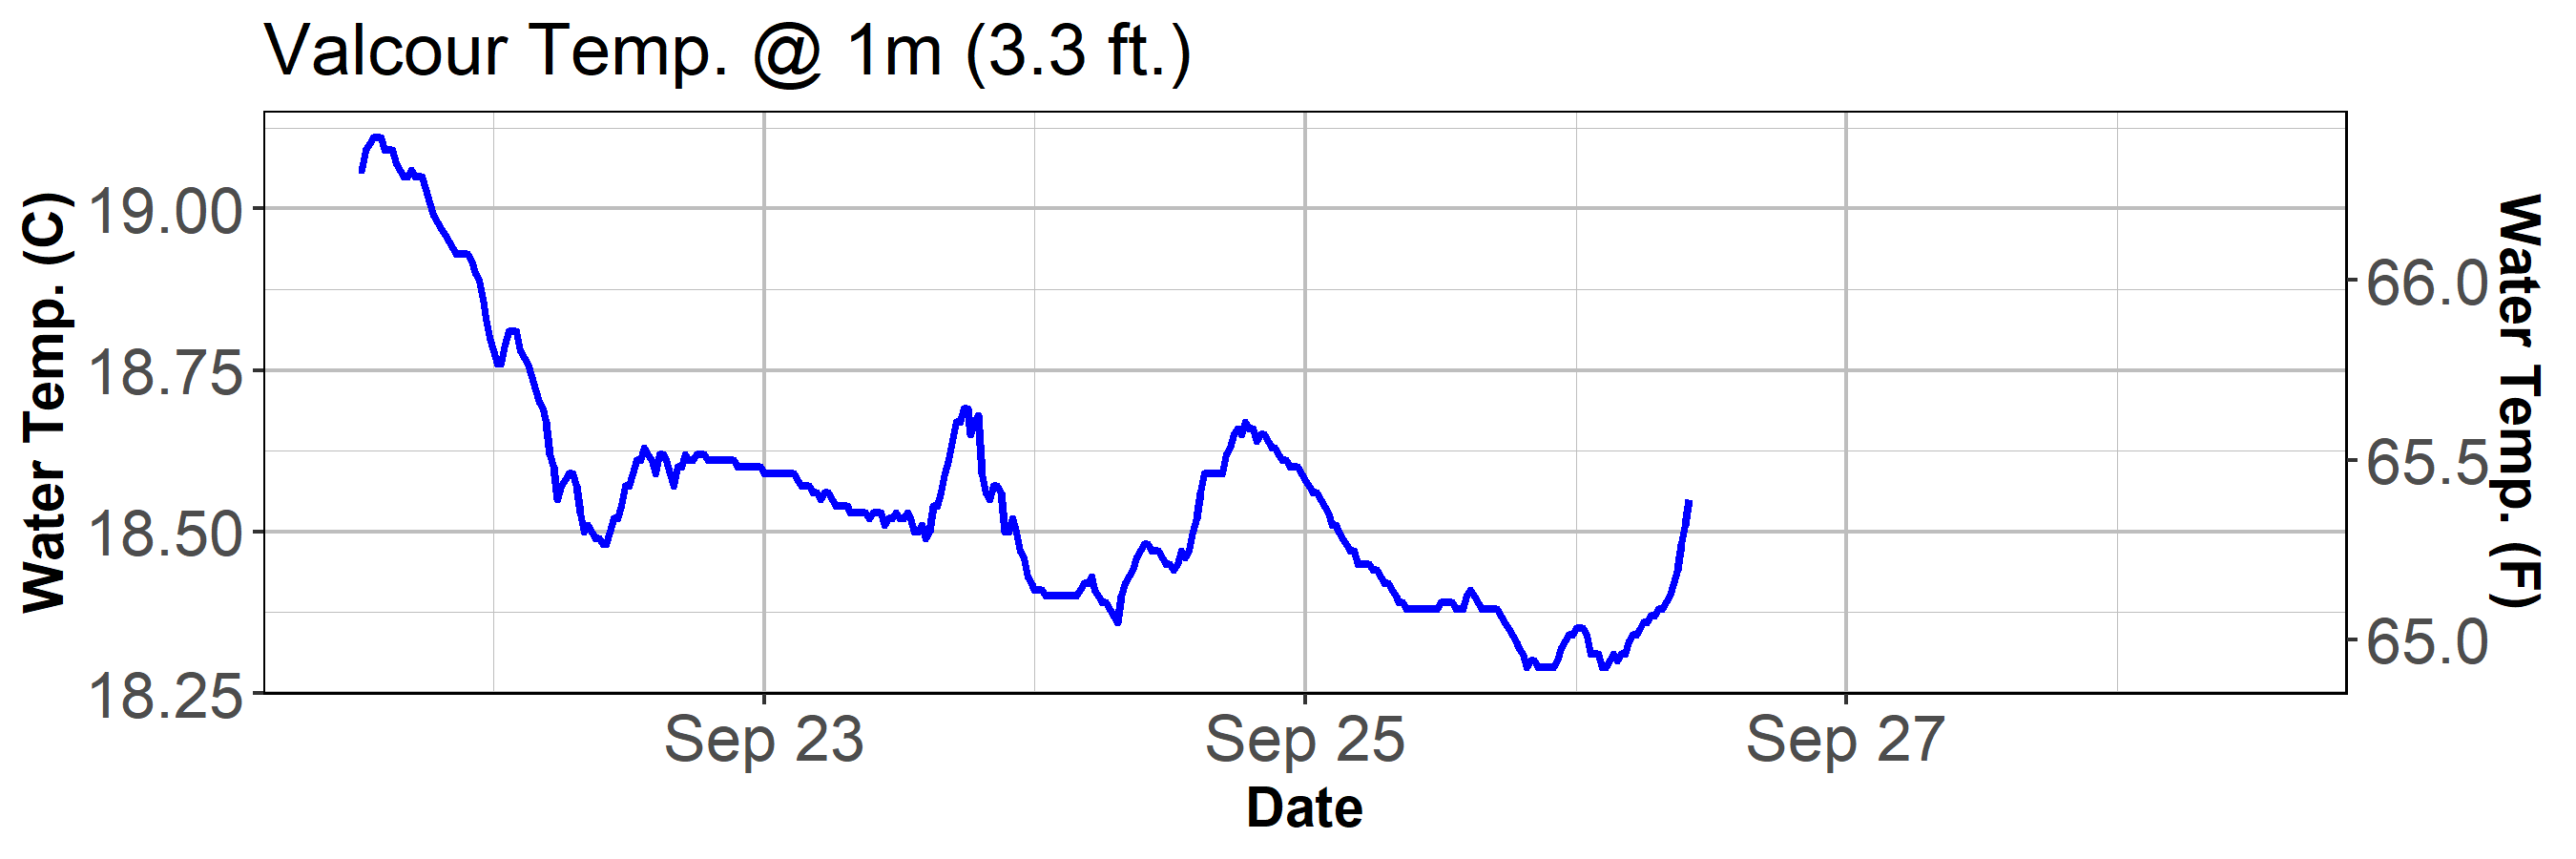 Valcour Temp. @ 1m (3.3 ft.)
Water Temp. (C)
19.00
18.75
18.50
18.25
66.0
65.5
65.0
Water Temp. (F)
Sep 23
Sep 25
Sep 27
Date